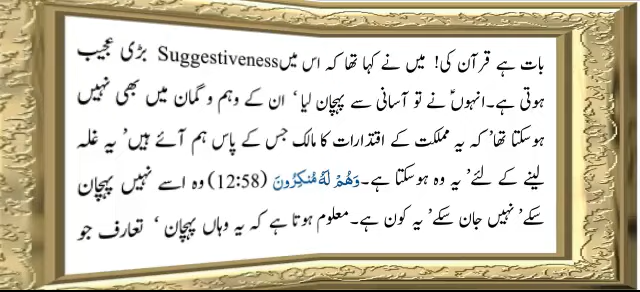 بات ہے قرآن کی! میں نے کہا تھا کہ اس میں Suggestiveness بڑی عجیب
ہوتی ہے۔انہوںؑ نے تو آسانی سے پہچان لیا‘ ان کے وہم و گمان میں بھی نہیں
ہوسکتا تھا’ کہ یہ مملکت کے اقتدارات کا مالک جس کے پاس ہم آئے ہیں’ یہ غلہ
لینے کے لئے’ یہ وہ ہوسکتا ہے۔ وَهُمْ لَهُ مُنكِرُونَ (12:58) وہ اسے نہیں پہچان
سکے’ نہیں جان سکے’ یہ کون ہے۔معلوم ہوتا ہے کہ یہ وہاں پہچان ‘ تعارف جو